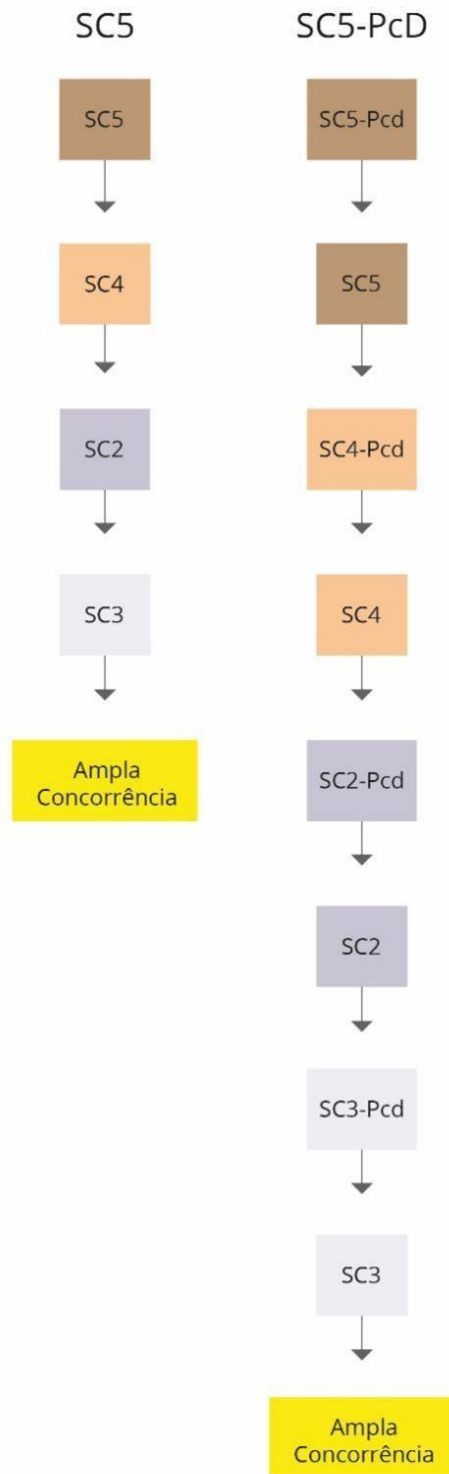 SC5
SC5
SC4
SC2
SC3
Ampla
Concorrência
SC5-PcD
SC5-Pcd
SC5
SC4-Pcd
SC4
SC2-Pcd
SC2
SC3-Pcd
SC3
Ampla
Concorrência